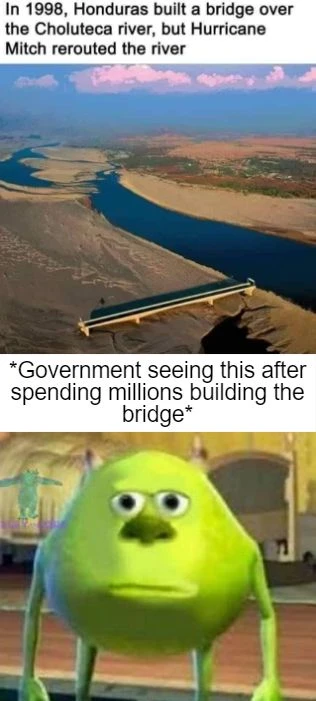 In 1998, Honduras built a bridge over
the Choluteca river, but Hurricane
Mitch rerouted the river
*Government seeing this after
spending millions building the
bridge*